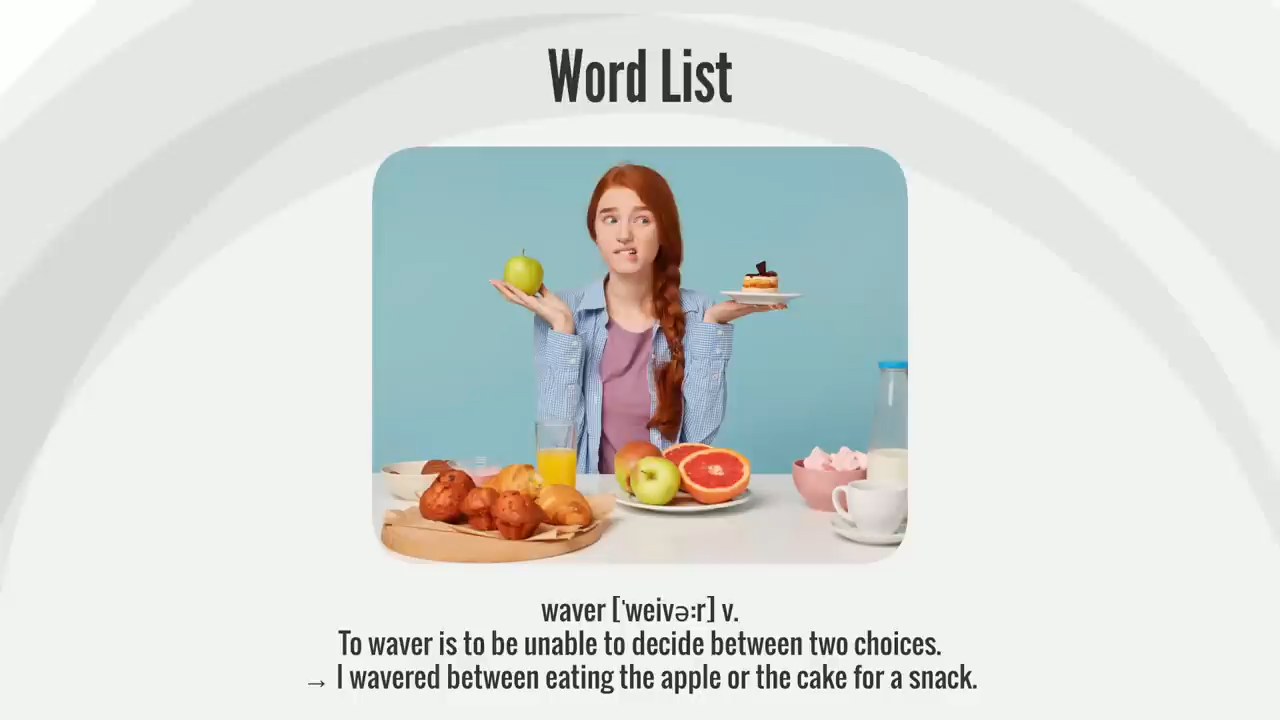 Word List
waver [ˈweivə:r] v.
To waver is to be unable to decide between two choices.
→ I wavered between eating the apple or the cake for a snack.